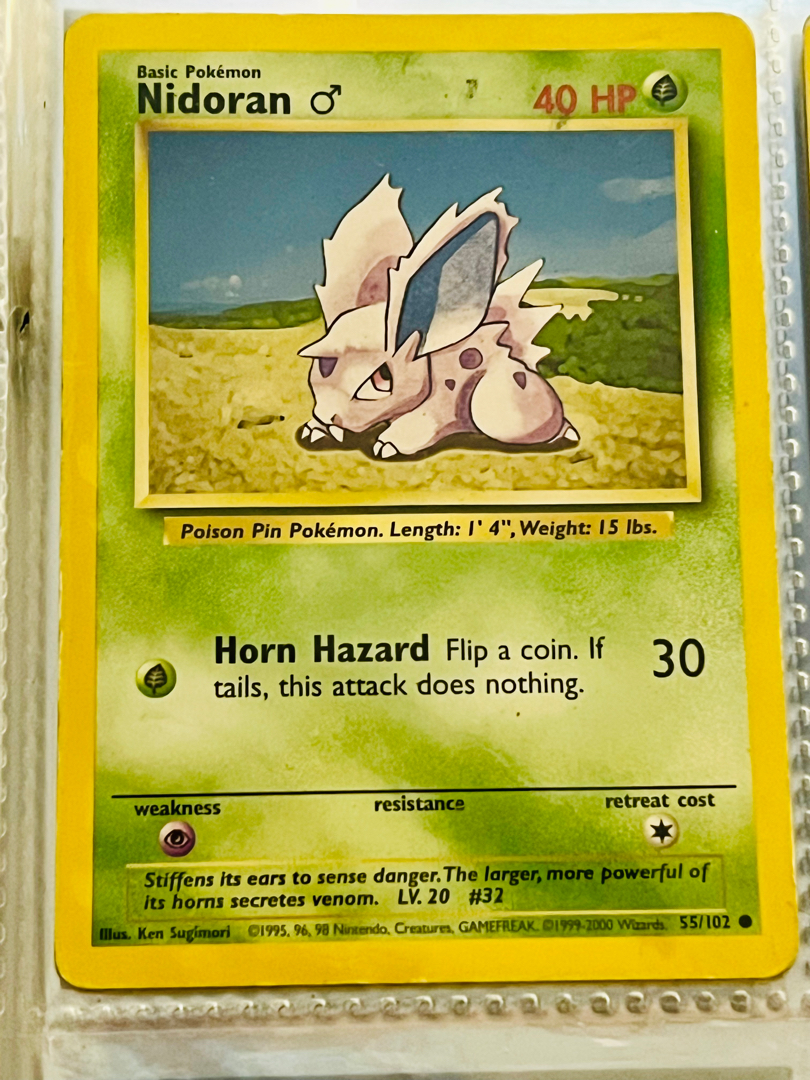 Basic Pokémon
Nidoran ♂ 40 HP
Poison Pin Pokémon. Length: 1' 4", Weight: 15 lbs.
Horn Hazard Flip a coin. If
tails, this attack does nothing.
30
weakness resistance retreat cost
Stiffens its ears to sense danger. The larger, more powerful of
its horns secretes venom. LV. 20 #32
Illus. Ken Sugimori ©1995, 96, 98 Nintendo, Creatures, GAMEFREAK. ©1999-2000 Wizards. 55/102 ●